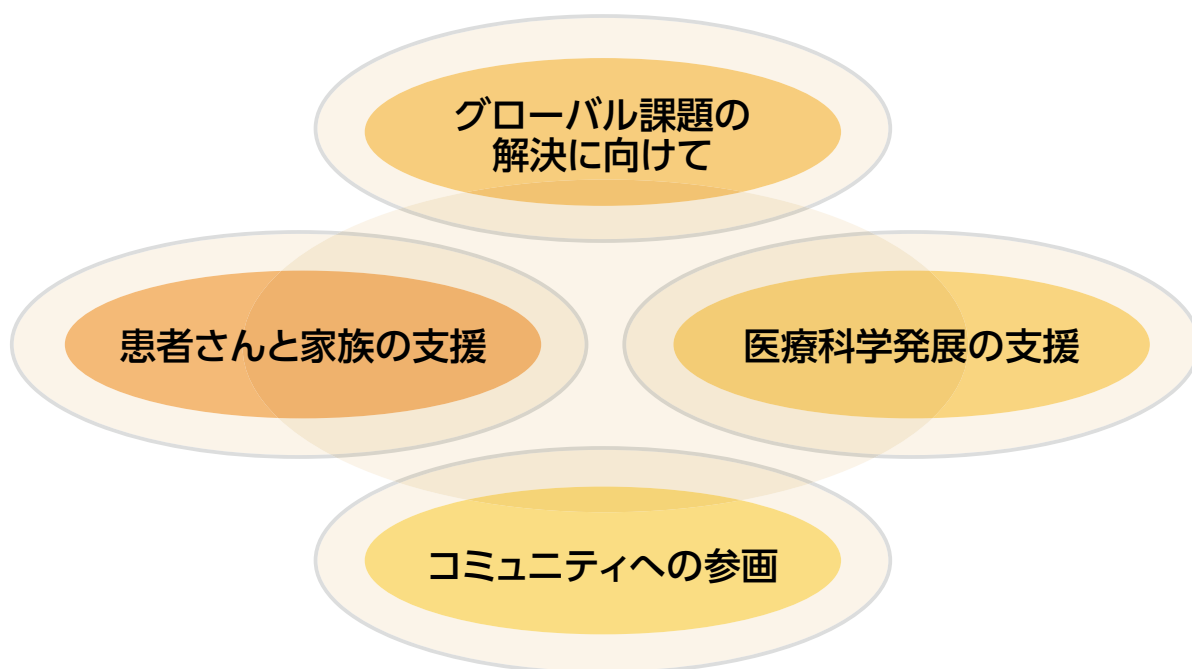 グローバル課題の
解決に向けて
患者さんと家族の支援
医療科学発展の支援
コミュニティへの参画